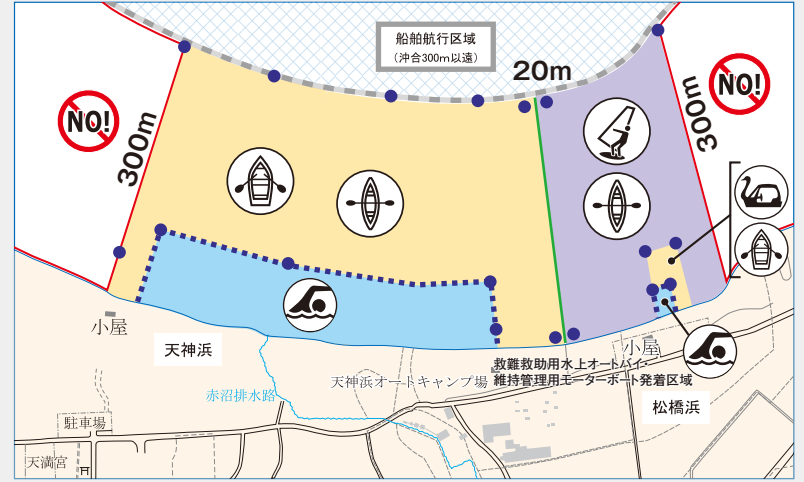 船舶航行区域
（沖合300m以遠）
20m
NO!
NO!
300m
300m
小屋
天神浜
小屋
救難救助用水上オートバイ・
維持管理用モーターボート発着区域
天神浜オートキャンプ場
赤沼排水路
松橋浜
駐車場
天満宮